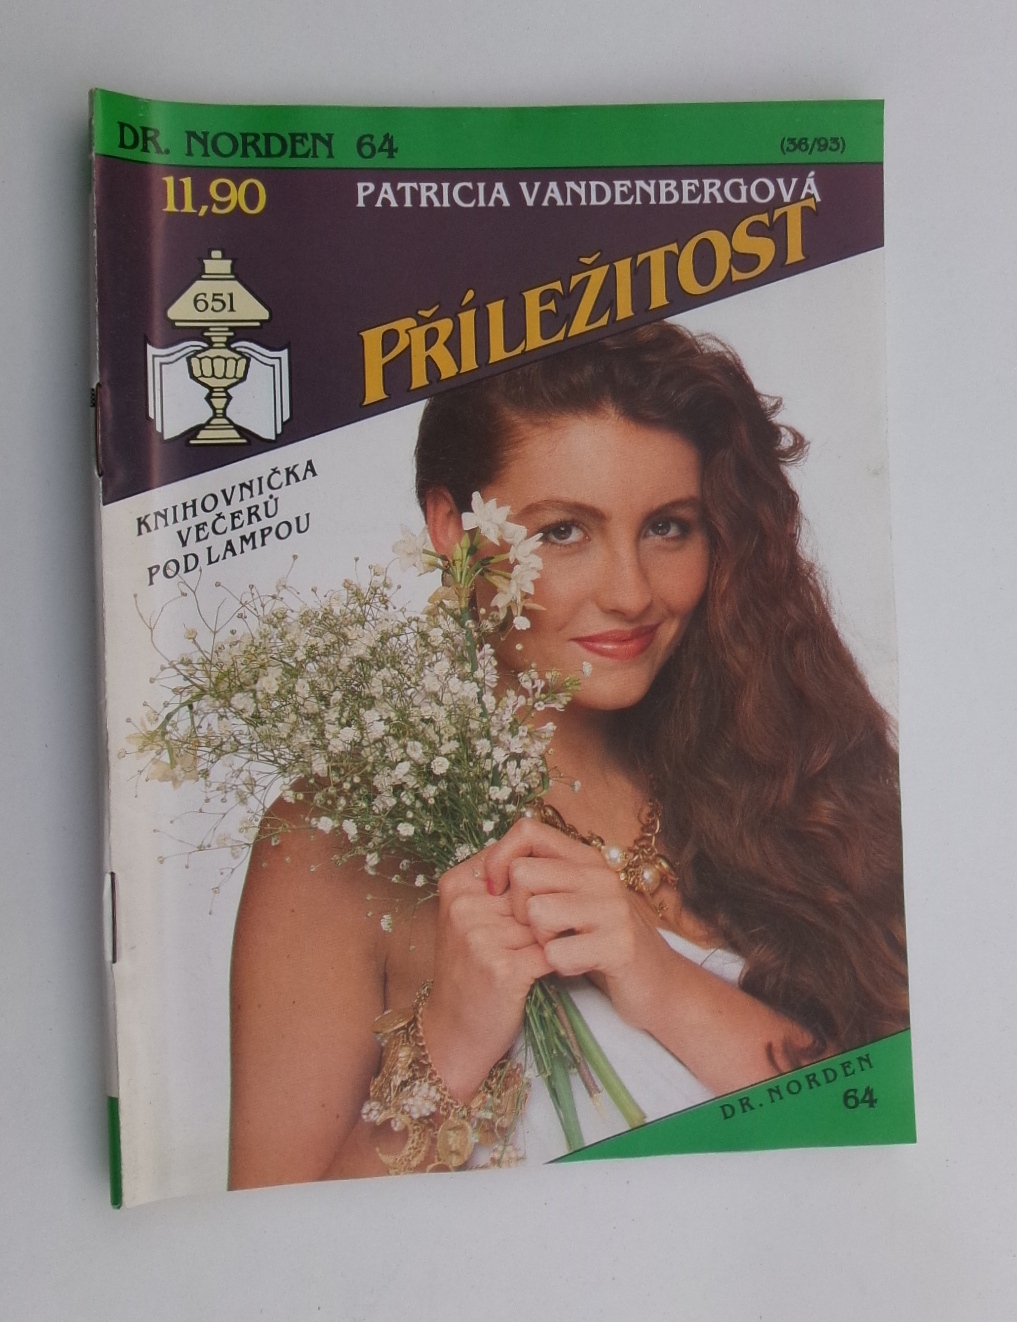 DR. NORDEN 64
(36/93)
11,90
PATRICIA VANDENBERGOVÁ
PŘÍLEŽITOST
651
KNIHOVNIČKA
VEČERŮ
POD LAMPOU
DR. NORDEN
64